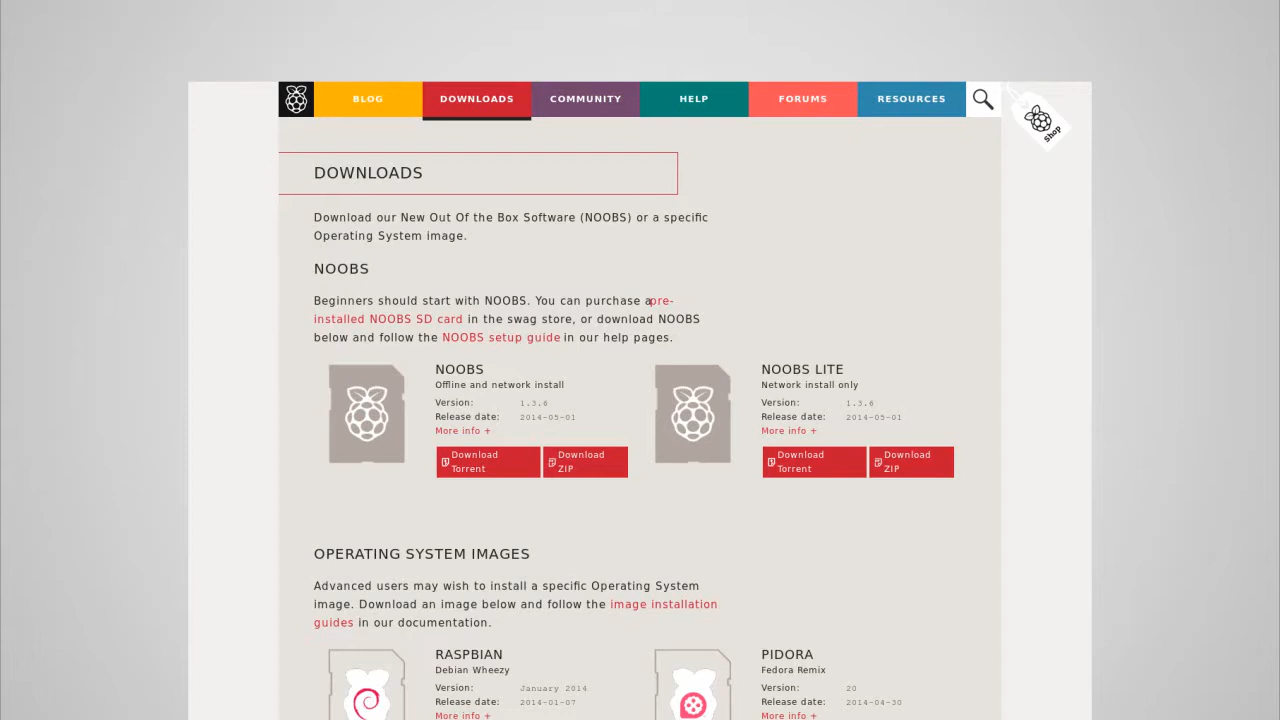 BLOG DOWNLOADS COMMUNITY HELP FORUMS RESOURCES
Shop
DOWNLOADS
Download our New Out Of the Box Software (NOOBS) or a specific
Operating System image.
NOOBS
Beginners should start with NOOBS. You can purchase a pre-
installed NOOBS SD card in the swag store, or download NOOBS
below and follow the NOOBS setup guide in our help pages.
NOOBS
Offline and network install
Version: 1.3.6
Release date: 2014-05-01
More info +
Download Torrent
Download ZIP
NOOBS LITE
Network install only
Version: 1.3.6
Release date: 2014-05-01
More info +
Download Torrent
Download ZIP
OPERATING SYSTEM IMAGES
Advanced users may wish to install a specific Operating System
image. Download an image below and follow the image installation
guides in our documentation.
RASPBIAN
Debian Wheezy
Version: January 2014
Release date: 2014-01-07
More info +
PIDORA
Fedora Remix
Version: 20
Release date: 2014-04-30
More info +